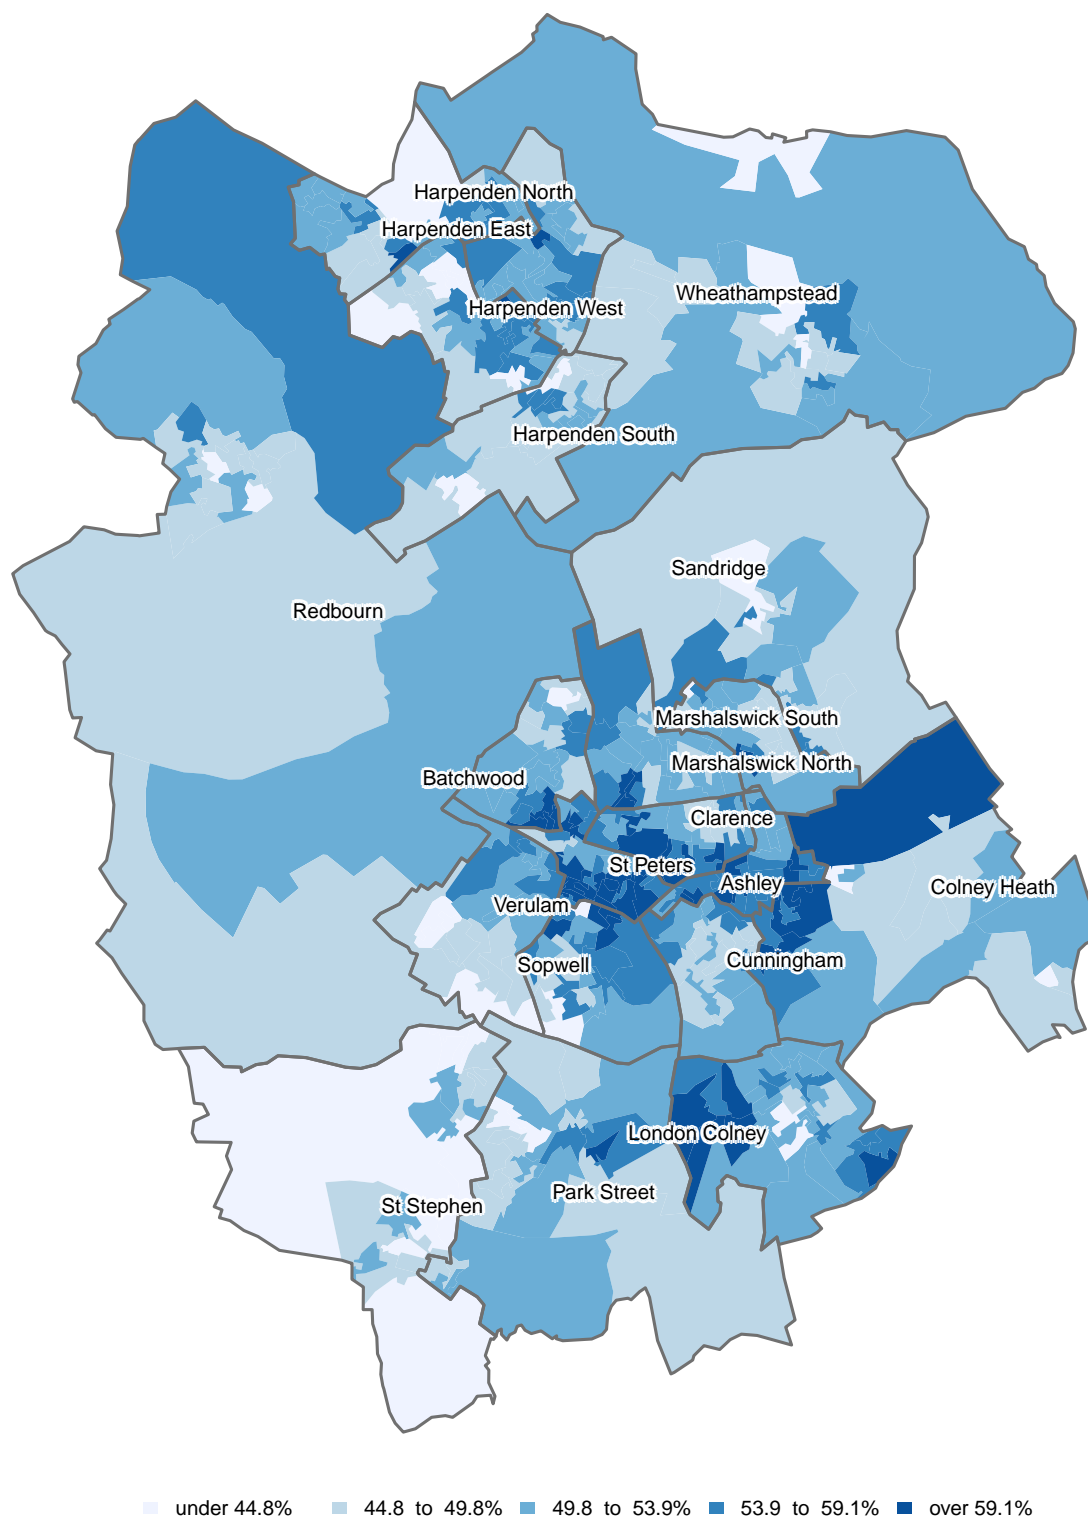 Harpenden North
Harpenden East
Wheathampstead
Harpenden West
Harpenden South
Sandridge
Redbourn
Marshalswick South
Marshalswick North
Batchwood
Clarence
St Peters
Ashley
Colney Heath
Verulam
Cunningham
Sopwell
London Colney
Park Street
St Stephen
under 44.8% 44.8 to 49.8% 49.8 to 53.9% 53.9 to 59.1% over 59.1%